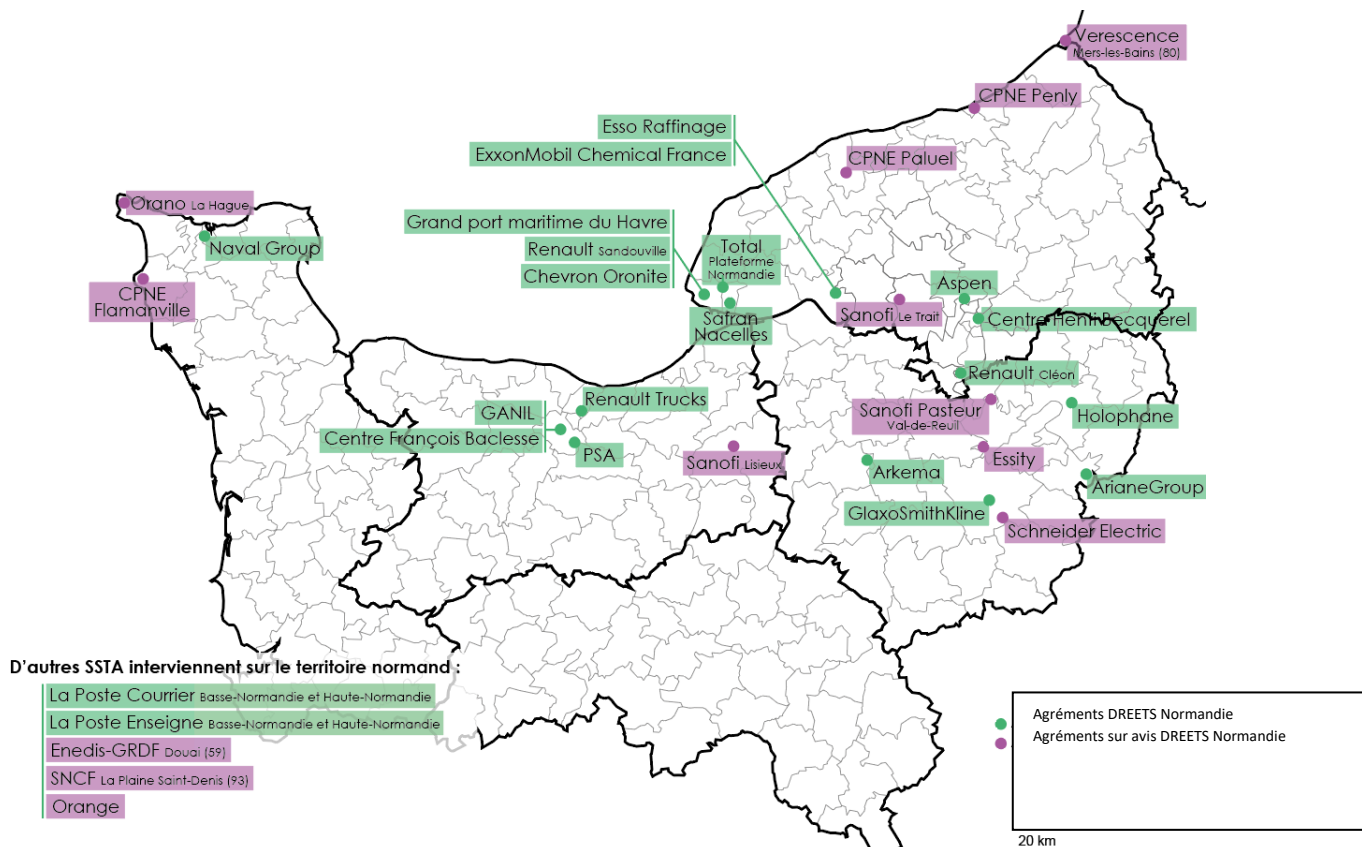 Verescence
Mers-les-Bains (80)
CPNE Penly
Esso Raffinage
ExxonMobil Chemical France
CPNE Paluel
Orano La Hague
Naval Group
CPNE
Flamanville
Grand port maritime du Havre
Renault Sandouville
Chevron Oronite
Total
Plateforme
Normandie
Safran
Nacelles
Sanofi Le Trait
Aspen
Centre Henri Becquerel
Renault Cléon
Sanofi Pasteur
Val-de-Reuil
Holophane
GANIL
Centre François Baclesse
Renault Trucks
PSA
Sanofi Lisieux
Essity
Arkema
ArianeGroup
GlaxoSmithKline
Schneider Electric
D'autres SSTA interviennent sur le territoire normand :
La Poste Courrier Basse-Normandie et Haute-Normandie
La Poste Enseigne Basse-Normandie et Haute-Normandie
Enedis-GRDF Douai (59)
SNCF La Plaine Saint-Denis (93)
Orange
Agréments DREETS Normandie
Agréments sur avis DREETS Normandie
20 km